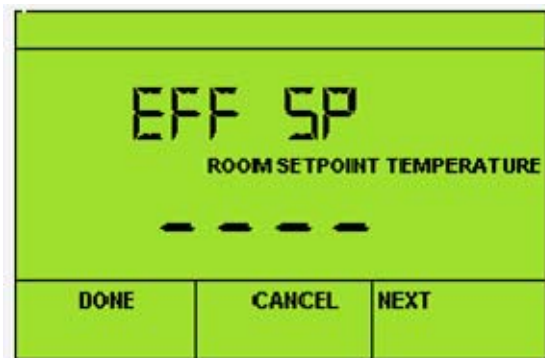 EFF SP
ROOM SETPOINT TEMPERATURE
- - - -
DONE CANCEL NEXT